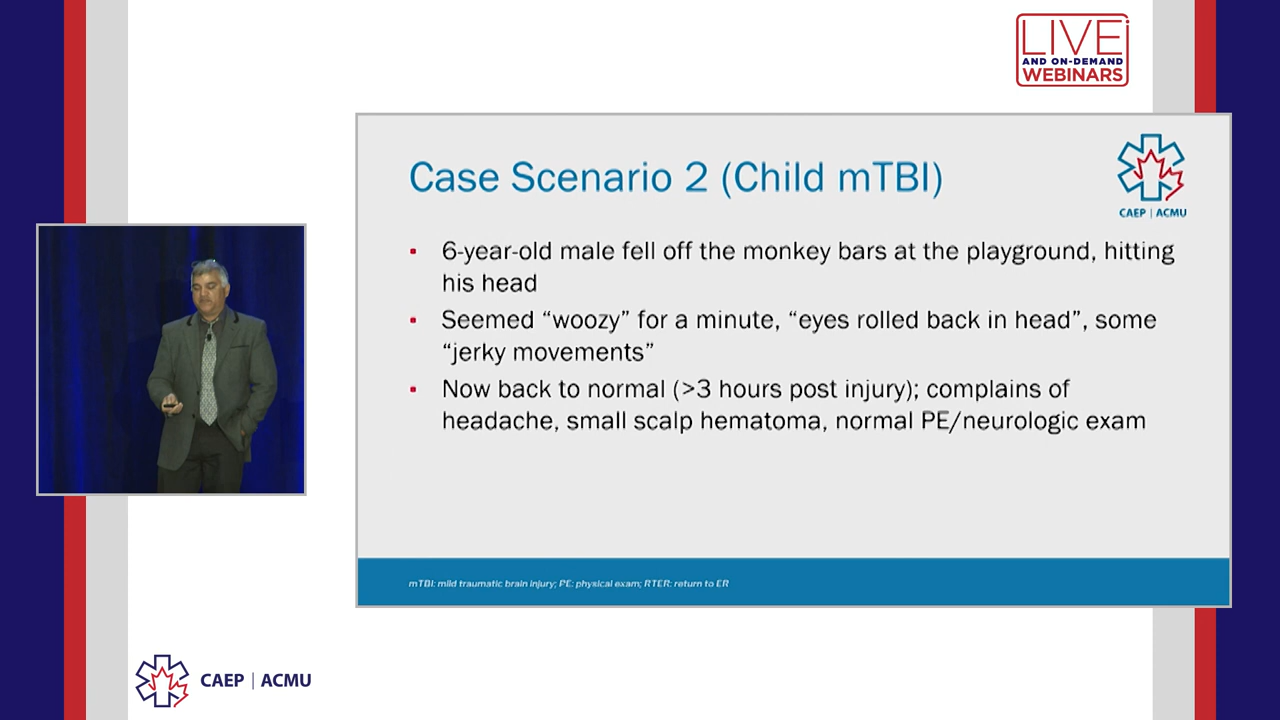 LIVE
AND ON-DEMAND
WEBINARS
Case Scenario 2 (Child mTBI)
CAEP | ACMU
• 6-year-old male fell off the monkey bars at the playground, hitting
his head
• Seemed “woozy” for a minute, “eyes rolled back in head”, some
“jerky movements”
• Now back to normal (>3 hours post injury); complains of
headache, small scalp hematoma, normal PE/neurologic exam
mTBI: mild traumatic brain injury; PE: physical exam; RTER: return to ER
CAEP | ACMU